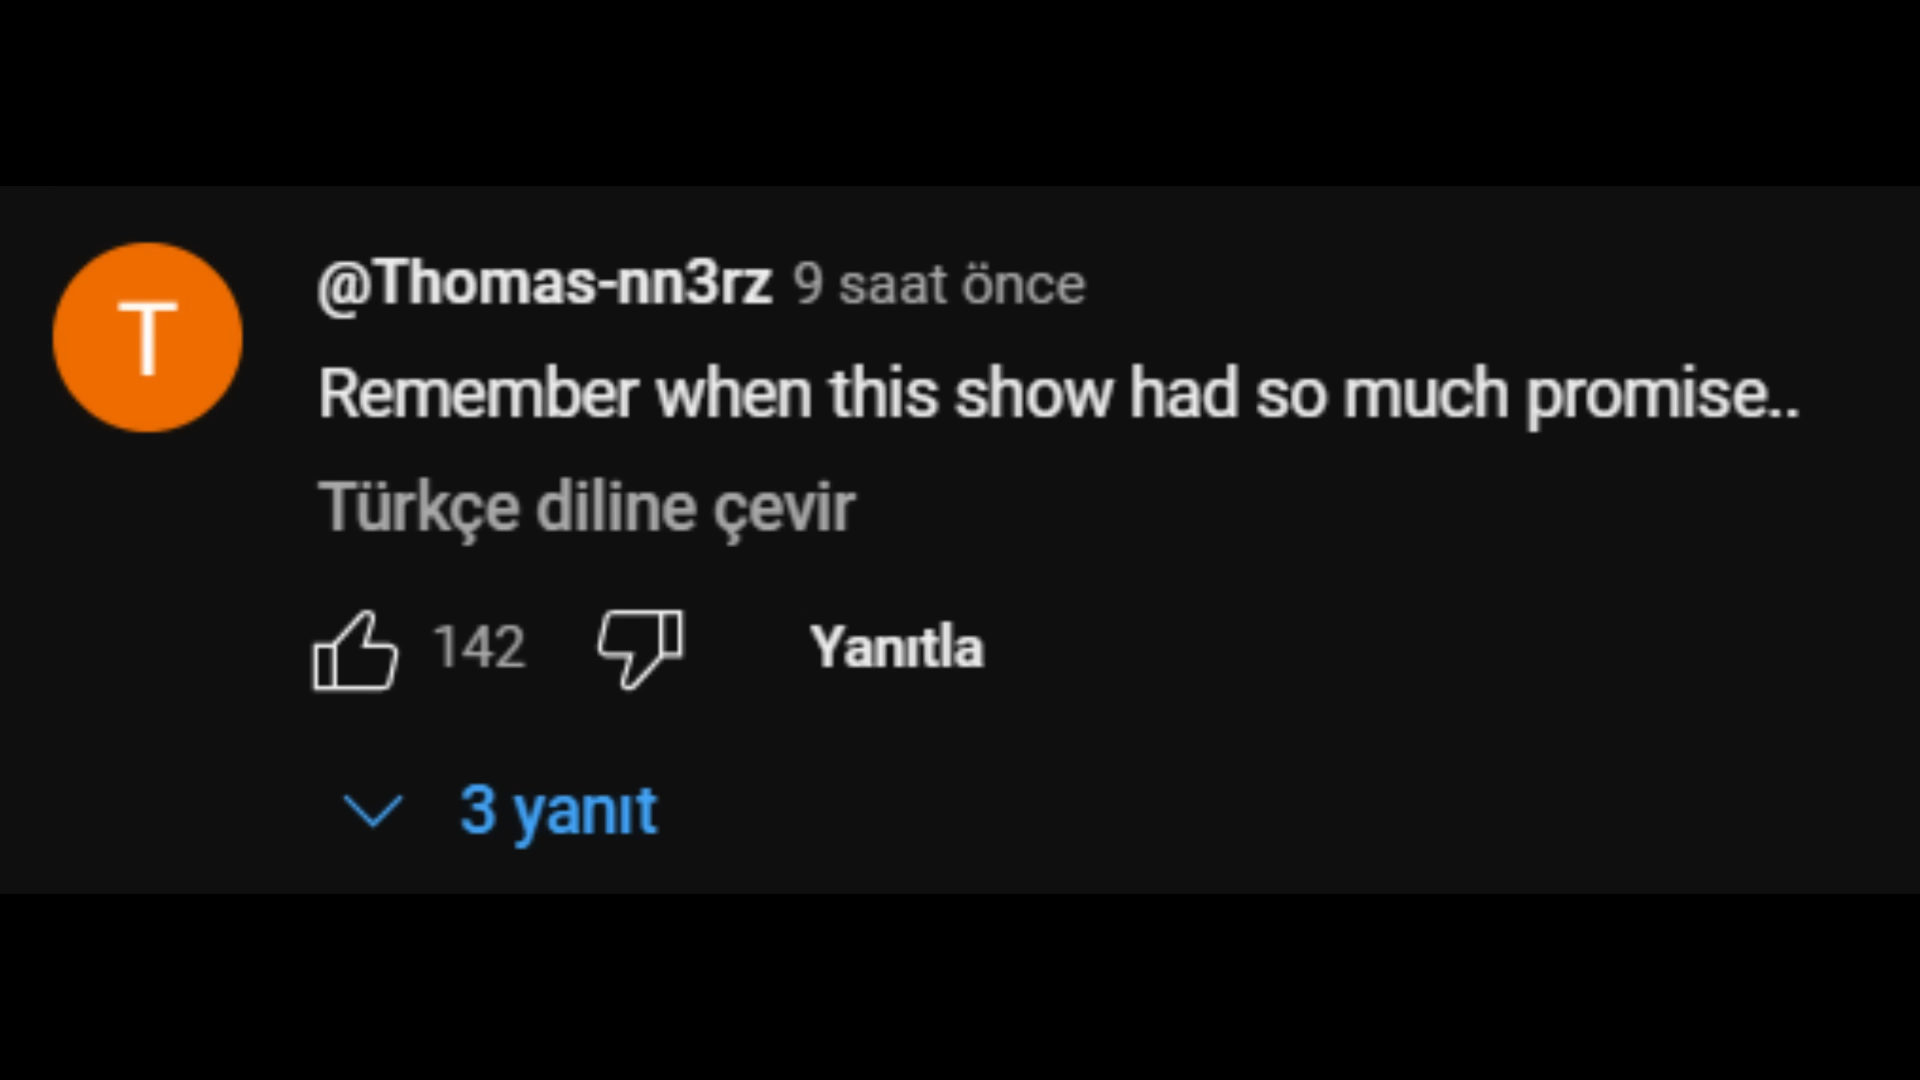 T
@Thomas-nn3rz 9 saat önce
Remember when this show had so much promise..
Türkçe diline çevir
142 Yanıtla
3 yanıt